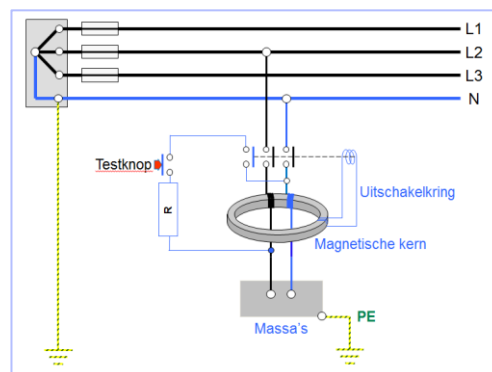 L1
L2
L3
N
Testknop
R
Uitschakelkring
Magnetische kern
PE
Massa's